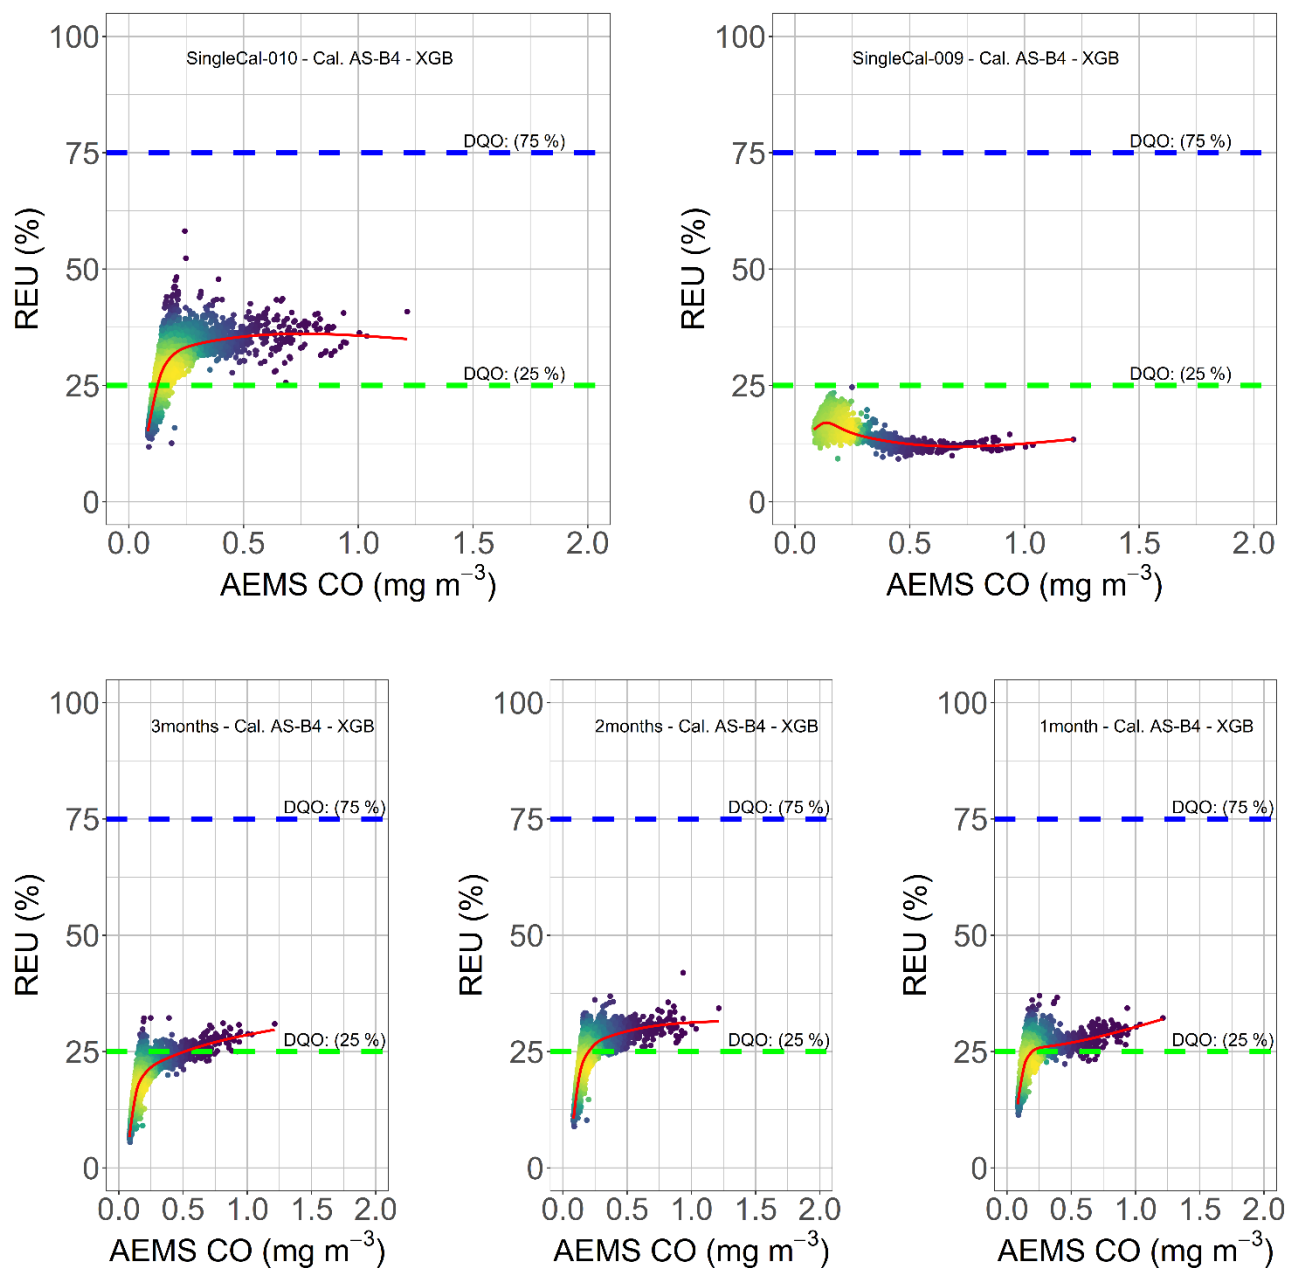 100
75
50
25
0
REU (%)
SingleCal-010 - Cal. AS-B4 - XGB
DQO: (75 %)
DQO: (25 %)
0.0 0.5 1.0 1.5 2.0
AEMS CO (mg m⁻³)
100
75
50
25
0
REU (%)
SingleCal-009 - Cal. AS-B4 - XGB
DQO: (75 %)
DQO: (25 %)
0.0 0.5 1.0 1.5 2.0
AEMS CO (mg m⁻³)
100
75
50
25
0
REU (%)
3months - Cal. AS-B4 - XGB
DQO: (75 %)
DQO: (25 %)
0.0 0.5 1.0 1.5 2.0
AEMS CO (mg m⁻³)
100
75
50
25
0
REU (%)
2months - Cal. AS-B4 - XGB
DQO: (75 %)
DQO: (25 %)
0.0 0.5 1.0 1.5 2.0
AEMS CO (mg m⁻³)
100
75
50
25
0
REU (%)
1month - Cal. AS-B4 - XGB
DQO: (75 %)
DQO: (25 %)
0.0 0.5 1.0 1.5 2.0
AEMS CO (mg m⁻³)